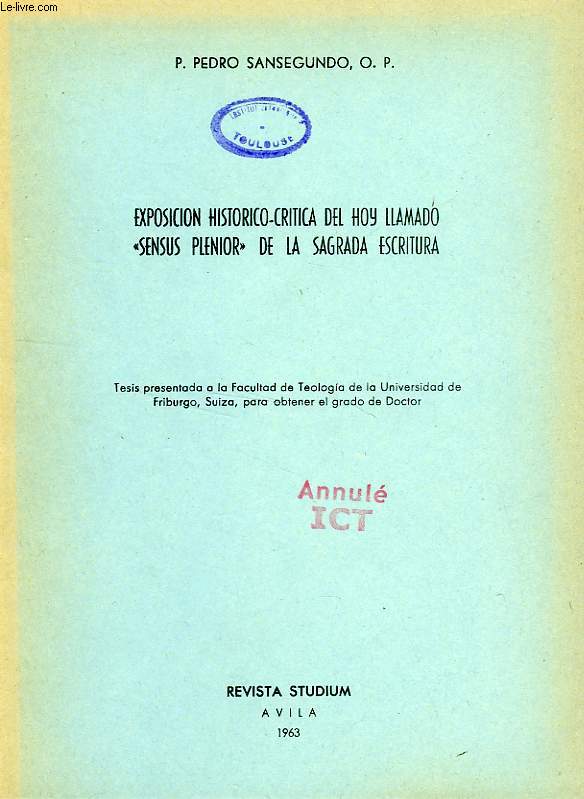 Le-livre.com
P. PEDRO SANSEGUNDO, O. P.
TOULOUSE
EXPOSICION HISTORICO-CRITICA DEL HOY LLAMADO
«SENSUS PLENIOR» DE LA SAGRADA ESCRITURA
Tesis presentada a la Facultad de Teología de la Universidad de
Friburgo, Suiza, para obtener el grado de Doctor
Annulé
ICT
REVISTA STUDIUM
AVILA
1963